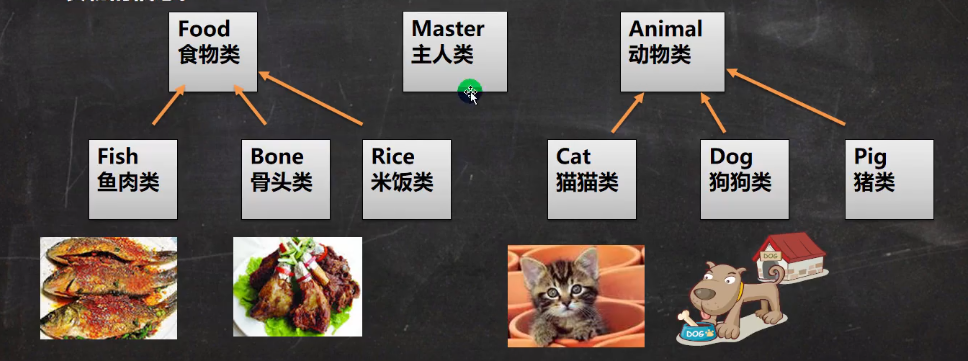 Food
食物类
Master
主人类
Animal
动物类
Fish
鱼肉类
Bone
骨头类
Rice
米饭类
Cat
猫猫类
Dog
狗狗类
Pig
猪类
DOG
DOG